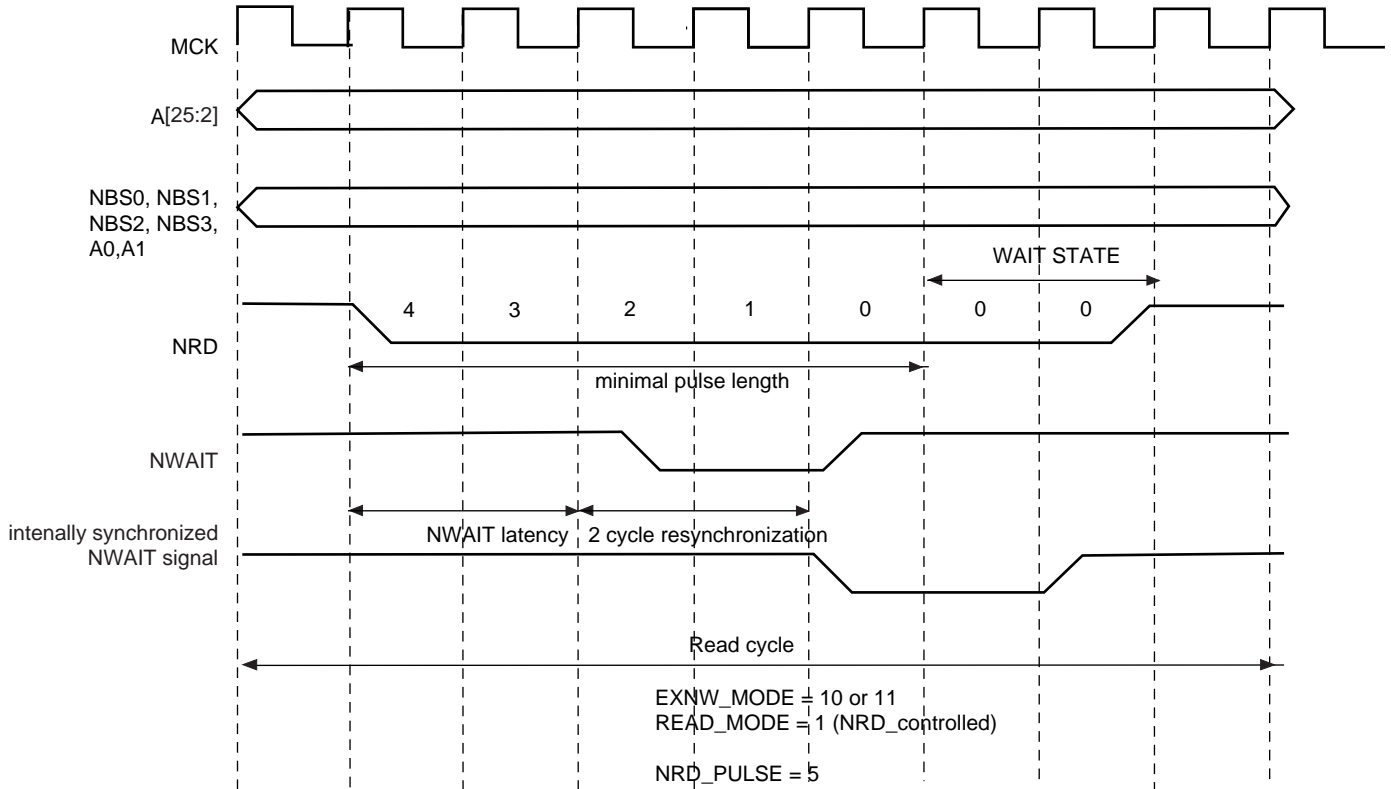 MCK
A[25:2]
NBS0, NBS1,
NBS2, NBS3,
A0,A1
WAIT STATE
4 3 2 1 0 0 0
NRD
minimal pulse length
NWAIT
intenally synchronized
NWAIT signal
NWAIT latency 2 cycle resynchronization
Read cycle
EXNW_MODE = 10 or 11
READ_MODE = 1 (NRD_controlled)
NRD_PULSE = 5